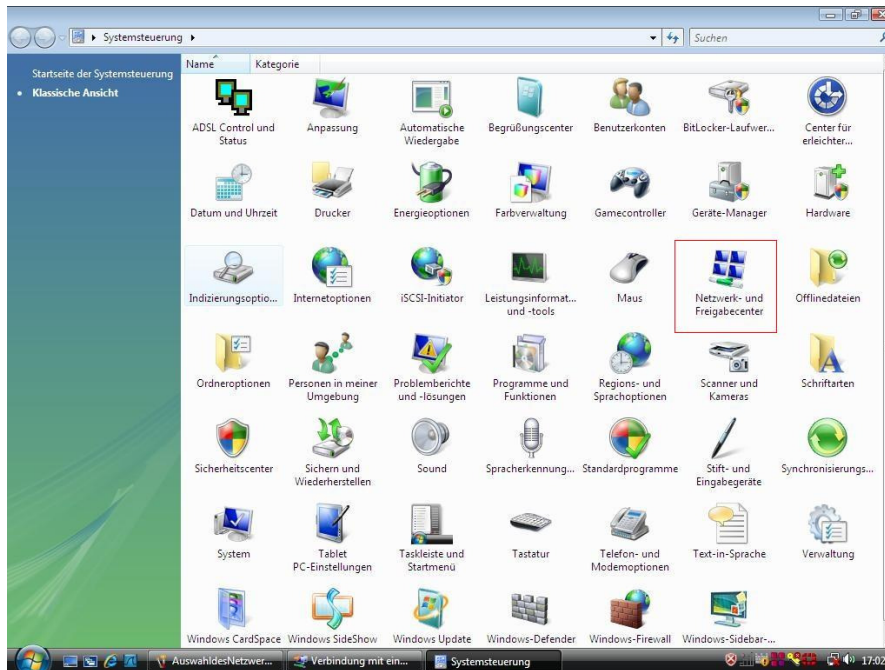 Systemsteuerung
Suchen
Startseite der Systemsteuerung
Klassische Ansicht
Name Kategorie
ADSL Control und
Status
Anpassung
Automatische
Wiedergabe
Begrüßungscenter
Benutzerkonten
BitLocker-Laufwer...
Center für
erleichter...
Datum und Uhrzeit
Drucker
Energieoptionen
Farbverwaltung
Gamecontroller
Geräte-Manager
Hardware
Indizierungsoptio...
Internetoptionen
iSCSI-Initiator
Leistungsinformat...
und -tools
Maus
Netzwerk- und
Freigabecenter
Offlinedateien
Ordneroptionen
Personen in meiner
Umgebung
Problemberichte
und -lösungen
Programme und
Funktionen
Regions- und
Sprachoptionen
Scanner und
Kameras
Schriftarten
Sicherheitscenter
Sichern und
Wiederherstellen
Sound
Spracherkennung...
Standardprogramme
Stift- und
Eingabegeräte
Synchronisierungs...
System
Tablet
PC-Einstellungen
Taskleiste und
Startmenü
Tastatur
Telefon- und
Modemoptionen
Text-in-Sprache
Verwaltung
Windows CardSpace
Windows SideShow
Windows Update
Windows-Defender
Windows-Firewall
Windows-Sidebar-...
AuswahldesNetzwer...
Verbindung mit ein...
Systemsteuerung
17:02